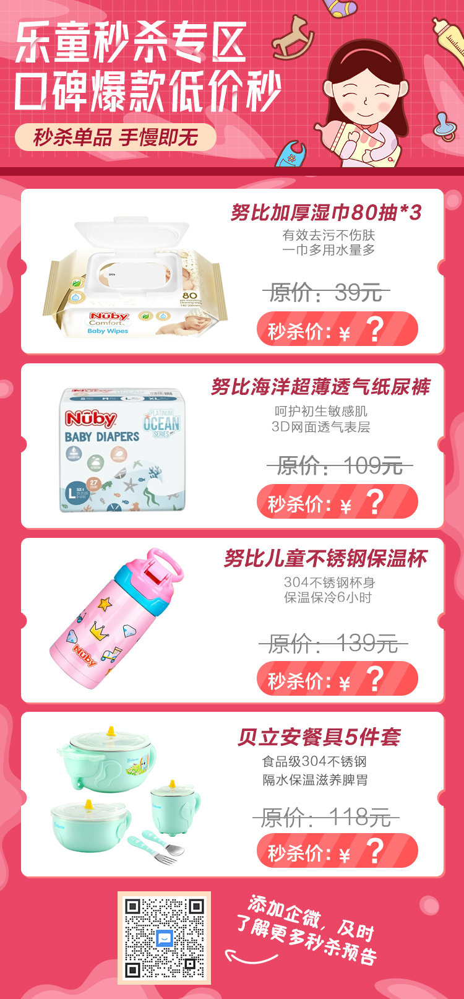 乐童秒杀专区
口碑爆款低价秒
秒杀单品 手慢即无
努比加厚湿巾80抽*3
有效去污不伤肤
一巾多用水量多
原价：39元
秒杀价：¥ ?
OPEN
80
Nûby
Comfort
Baby Wipes
努比海洋超薄透气纸尿裤
呵护初生敏感肌
3D网面透气表层
原价：109元
秒杀价：¥ ?
S M L XL
Nûby
PLATINUM
OCEAN
SERIES
BABY DIAPERS
27
COUNT
L
努比儿童不锈钢保温杯
304不锈钢杯身
保温保冷6小时
原价：139元
秒杀价：¥ ?
Nûby
贝立安餐具5件套
食品级304不锈钢
隔水保温滋养脾胃
原价：118元
秒杀价：¥ ?
添加企微，及时
了解更多秒杀预告